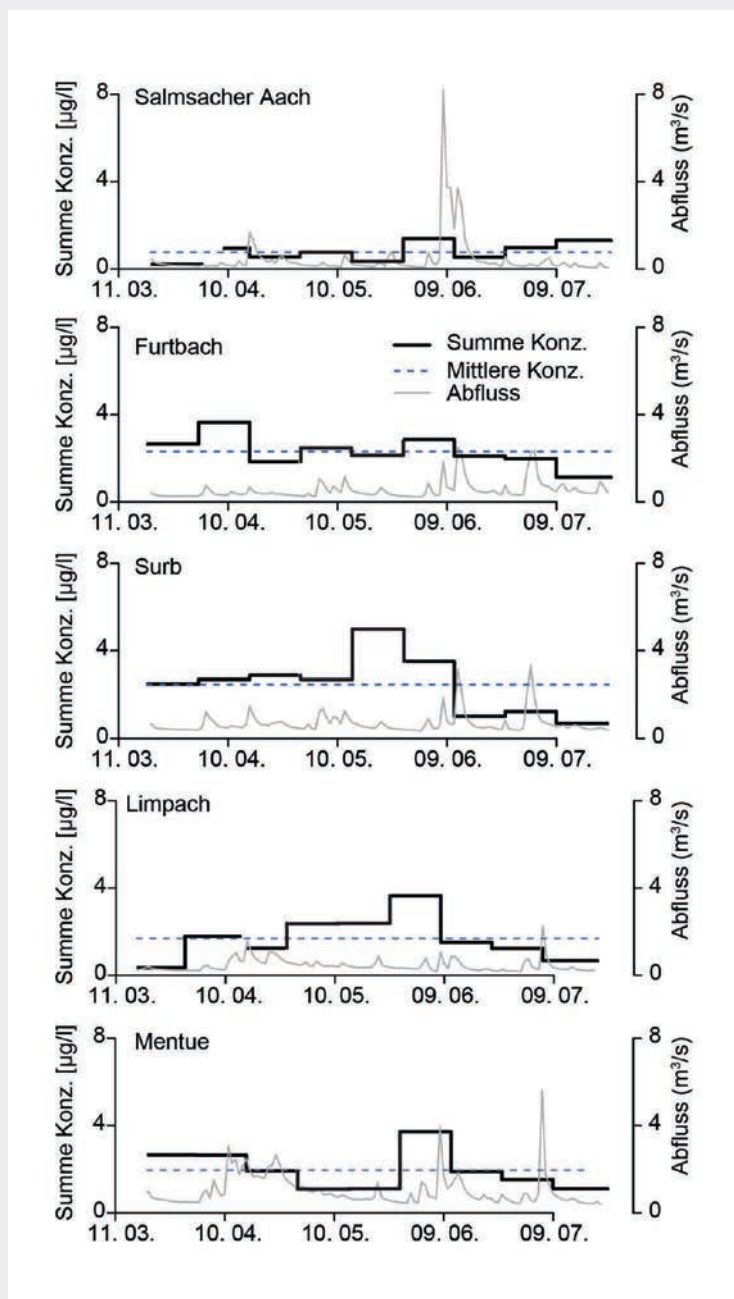 Salmsacher Aach
Summe Konz. [µg/l]
8
4
0
Abfluss (m³/s)
8
4
0
11. 03. 10. 04. 10. 05. 09. 06. 09. 07.
Furtbach
Summe Konz.
Mittlere Konz.
Abfluss
Summe Konz. [µg/l]
8
4
0
Abfluss (m³/s)
8
4
0
11. 03. 10. 04. 10. 05. 09. 06. 09. 07.
Surb
Summe Konz. [µg/l]
8
4
0
Abfluss (m³/s)
8
4
0
11. 03. 10. 04. 10. 05. 09. 06. 09. 07.
Limpach
Summe Konz. [µg/l]
8
4
0
Abfluss (m³/s)
8
4
0
11. 03. 10. 04. 10. 05. 09. 06. 09. 07.
Mentue
Summe Konz. [µg/l]
8
4
0
Abfluss (m³/s)
8
4
0
11. 03. 10. 04. 10. 05. 09. 06. 09. 07.